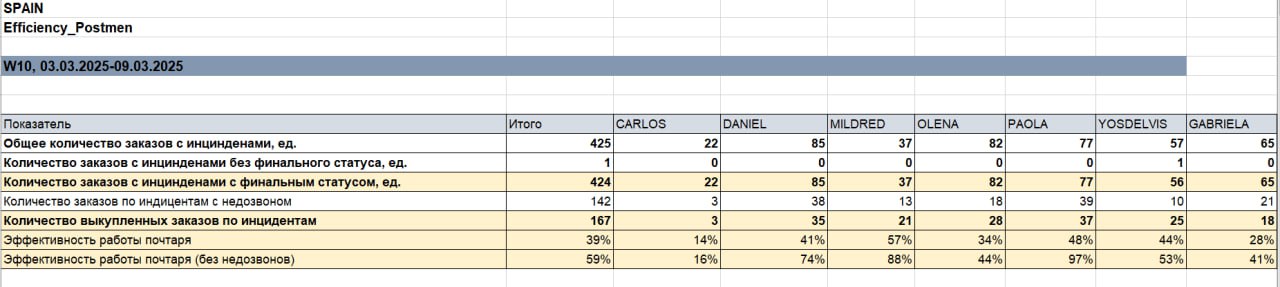 SPAIN
Efficiency_Postmen
W10, 03.03.2025-09.03.2025
Показатель Итого CARLOS DANIEL MILDRED OLENA PAOLA YOSDELVIS GABRIELA
Общее количество заказов с инцинденами, ед. 425 22 85 37 82 77 57 65
Количество заказов с инцинденами без финального статуса, ед. 1 0 0 0 0 0 1 0
Количество заказов с инцинденами с финальным статусом, ед. 424 22 85 37 82 77 56 65
Количество заказов по индицентам с недозвоном 142 3 38 13 18 39 10 21
Количество выкупленных заказов по инцидентам 167 3 35 21 28 37 25 18
Эффективность работы почтаря 39% 14% 41% 57% 34% 48% 44% 28%
Эффективность работы почтаря (без недозвонов) 59% 16% 74% 88% 44% 97% 53% 41%